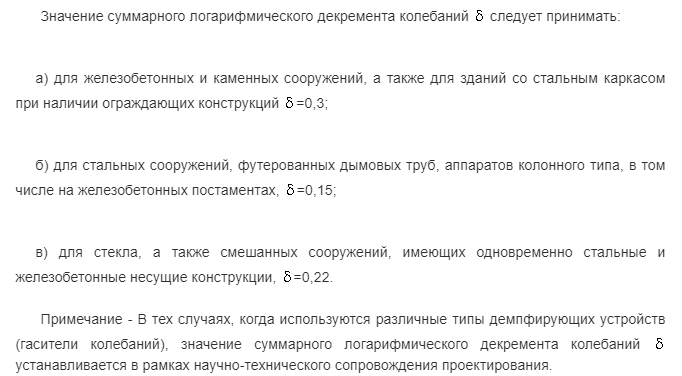 Значение суммарного логарифмического декремента колебаний δ следует принимать:
а) для железобетонных и каменных сооружений, а также для зданий со стальным каркасом
при наличии ограждающих конструкций δ=0,3;
б) для стальных сооружений, футерованных дымовых труб, аппаратов колонного типа, в том
числе на железобетонных постаментах, δ=0,15;
в) для стекла, а также смешанных сооружений, имеющих одновременно стальные и
железобетонные несущие конструкции, δ=0,22.
Примечание - В тех случаях, когда используются различные типы демпфирующих устройств
(гасители колебаний), значение суммарного логарифмического декремента колебаний δ
устанавливается в рамках научно-технического сопровождения проектирования.